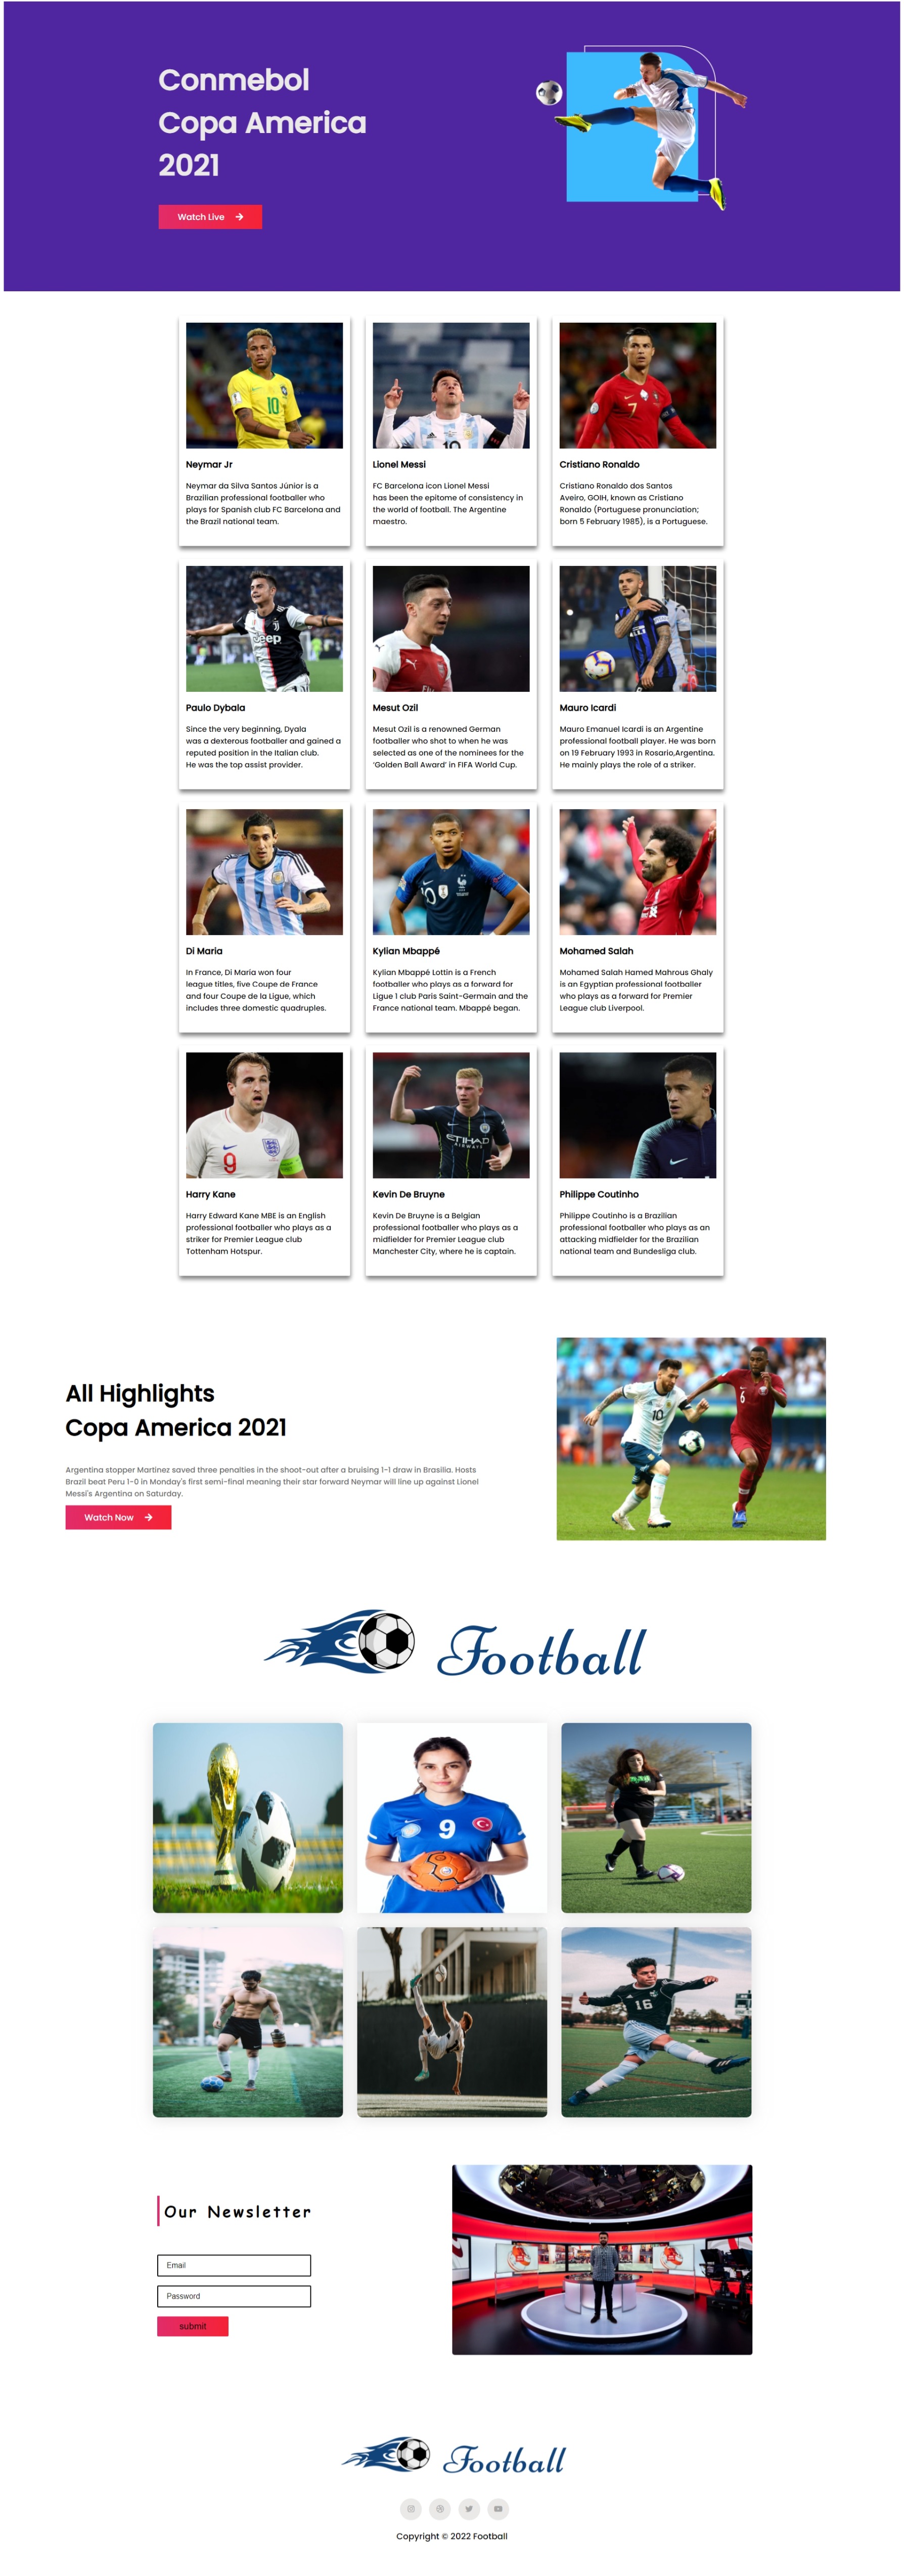 Conmebol
Copa America
2021
Watch Live
10
10
7
Neymar Jr
Neymar da Silva Santos Júnior is a
Brazilian professional footballer who
plays for Spanish club FC Barcelona and
the Brazil national team.
Lionel Messi
FC Barcelona icon Lionel Messi
has been the epitome of consistency in
the world of football. The Argentine
maestro.
Cristiano Ronaldo
Cristiano Ronaldo dos Santos
Aveiro, GOIH, known as Cristiano
Ronaldo (Portuguese pronunciation;
born 5 February 1985), is a Portuguese.
Jeep
Paulo Dybala
Since the very beginning, Dyala
was a dexterous footballer and gained a
reputed position in the Italian club.
He was the top assist provider.
Mesut Ozil
Mesut Ozil is a renowned German
footballer who shot to when he was
selected as one of the nominees for the
'Golden Ball Award' in FIFA World Cup.
Mauro Icardi
Mauro Emanuel Icardi is an Argentine
professional football player. He was born
on 19 February 1993 in Rosario,Argentina.
He mainly plays the role of a striker.
7
10
Di Maria
In France, Di Maria won four
league titles, five Coupe de France
and four Coupe de la Ligue, which
includes three domestic quadruples.
Kylian Mbappé
Kylian Mbappé Lottin is a French
footballer who plays as a forward for
Ligue 1 club Paris Saint-Germain and the
France national team. Mbappé began.
Mohamed Salah
Mohamed Salah Hamed Mahrous Ghaly
is an Egyptian professional footballer
who plays as a forward for Premier
League club Liverpool.
9
ETIHAD
AIRWAYS
Harry Kane
Harry Edward Kane MBE is an English
professional footballer who plays as a
striker for Premier League club
Tottenham Hotspur.
Kevin De Bruyne
Kevin De Bruyne is a Belgian
professional footballer who plays as a
midfielder for Premier League club
Manchester City, where he is captain.
Philippe Coutinho
Philippe Coutinho is a Brazilian
professional footballer who plays as an
attacking midfielder for the Brazilian
national team and Bundesliga club.
All Highlights
Copa America 2021
Argentina stopper Martinez saved three penalties in the shoot-out after a bruising 1-1 draw in Brasilia. Hosts
Brazil beat Peru 1-0 in Monday's first semi-final meaning their star forward Neymar will line up against Lionel
Messi's Argentina on Saturday.
Watch Now
10
6
Football
9
16
Our Newsletter
Email
Password
submit
Football
Copyright © 2022 Football